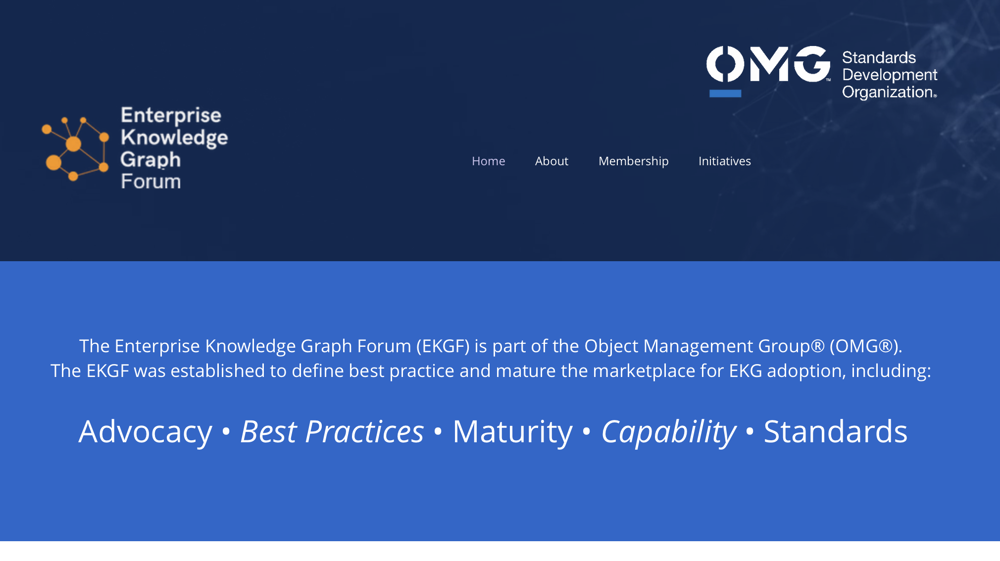 OMG™
Standards
Development
Organization®
Enterprise
Knowledge
Graph
Forum
Home About Membership Initiatives
The Enterprise Knowledge Graph Forum (EKGF) is part of the Object Management Group® (OMG®).
The EKGF was established to define best practice and mature the marketplace for EKG adoption, including:
Advocacy • Best Practices • Maturity • Capability • Standards